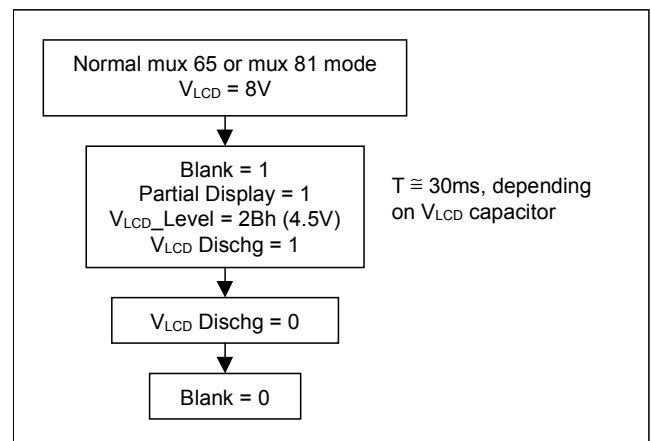 Normal mux 65 or mux 81 mode
VLCD = 8V
Blank = 1
Partial Display = 1
VLCD_Level = 2Bh (4.5V)
VLCD Dischg = 1
T ≅ 30ms, depending
on VLCD capacitor
VLCD Dischg = 0
Blank = 0